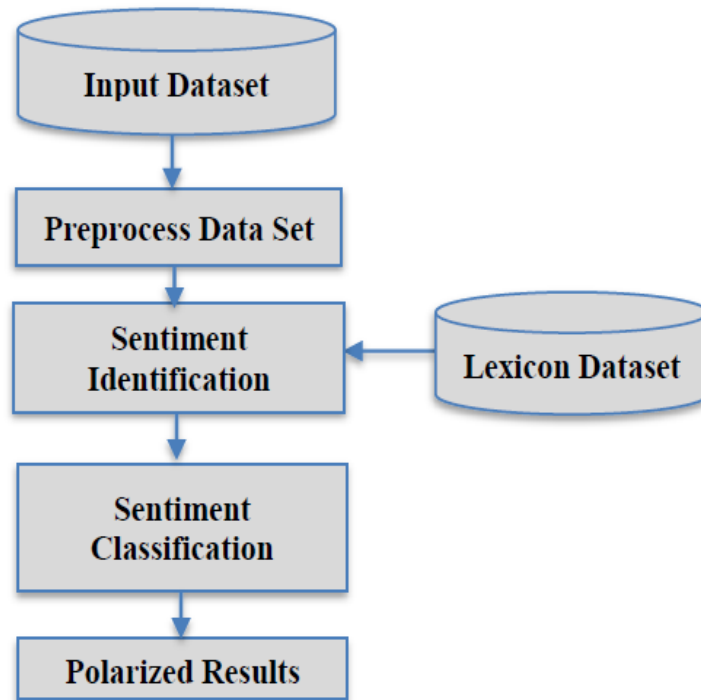 Input Dataset
Preprocess Data Set
Sentiment
Identification
Lexicon Dataset
Sentiment
Classification
Polarized Results